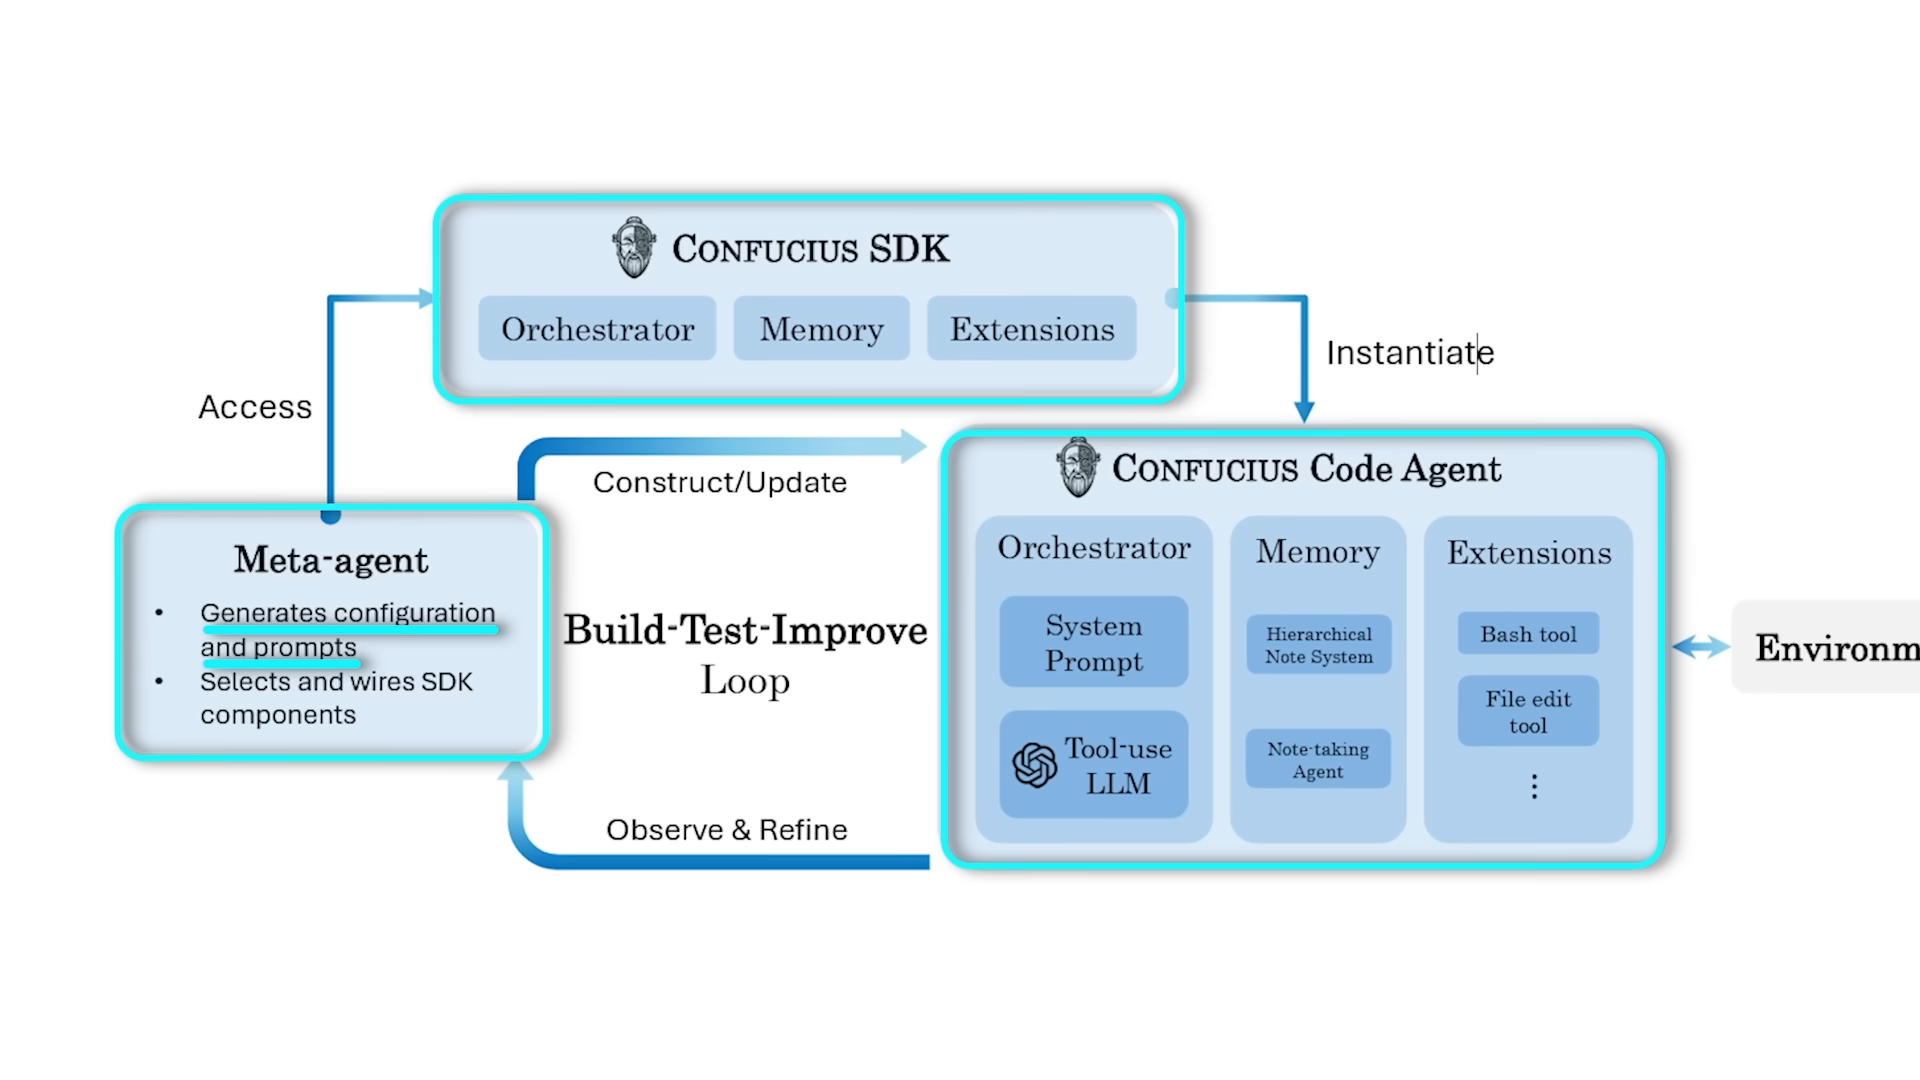 CONFUCIUS SDK
Orchestrator
Memory
Extensions
Access
Instantiate
Construct/Update
CONFUCIUS Code Agent
Meta-agent
• Generates configuration
and prompts
• Selects and wires SDK
components
Build-Test-Improve
Loop
Observe & Refine
Orchestrator
System
Prompt
Tool-use
LLM
Memory
Hierarchical
Note System
Note-taking
Agent
Extensions
Bash tool
File edit
tool
⋮
Environm